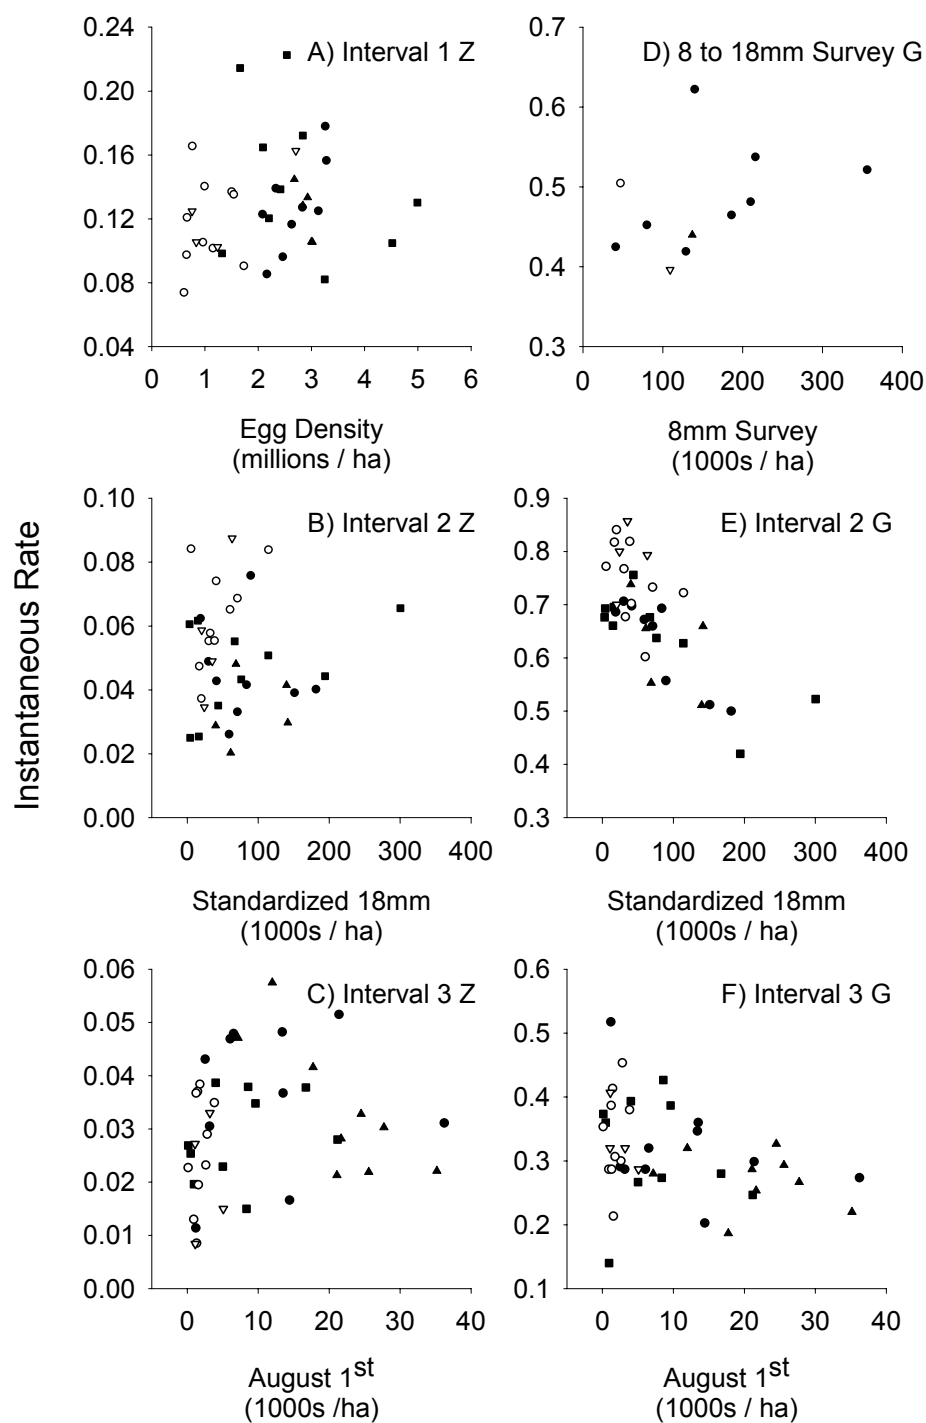 Instantaneous Rate
A) Interval 1 Z
0.24
0.20
0.16
0.12
0.08
0.04
0 1 2 3 4 5 6
Egg Density
(millions / ha)
D) 8 to 18mm Survey G
0.7
0.6
0.5
0.4
0.3
0 100 200 300 400
8mm Survey
(1000s / ha)
B) Interval 2 Z
0.10
0.08
0.06
0.04
0.02
0.00
0 100 200 300 400
Standardized 18mm
(1000s / ha)
E) Interval 2 G
0.9
0.8
0.7
0.6
0.5
0.4
0.3
0 100 200 300 400
Standardized 18mm
(1000s / ha)
C) Interval 3 Z
0.06
0.05
0.04
0.03
0.02
0.01
0.00
0 10 20 30 40
August 1st
(1000s /ha)
F) Interval 3 G
0.6
0.5
0.4
0.3
0.2
0.1
0 10 20 30 40
August 1st
(1000s / ha)